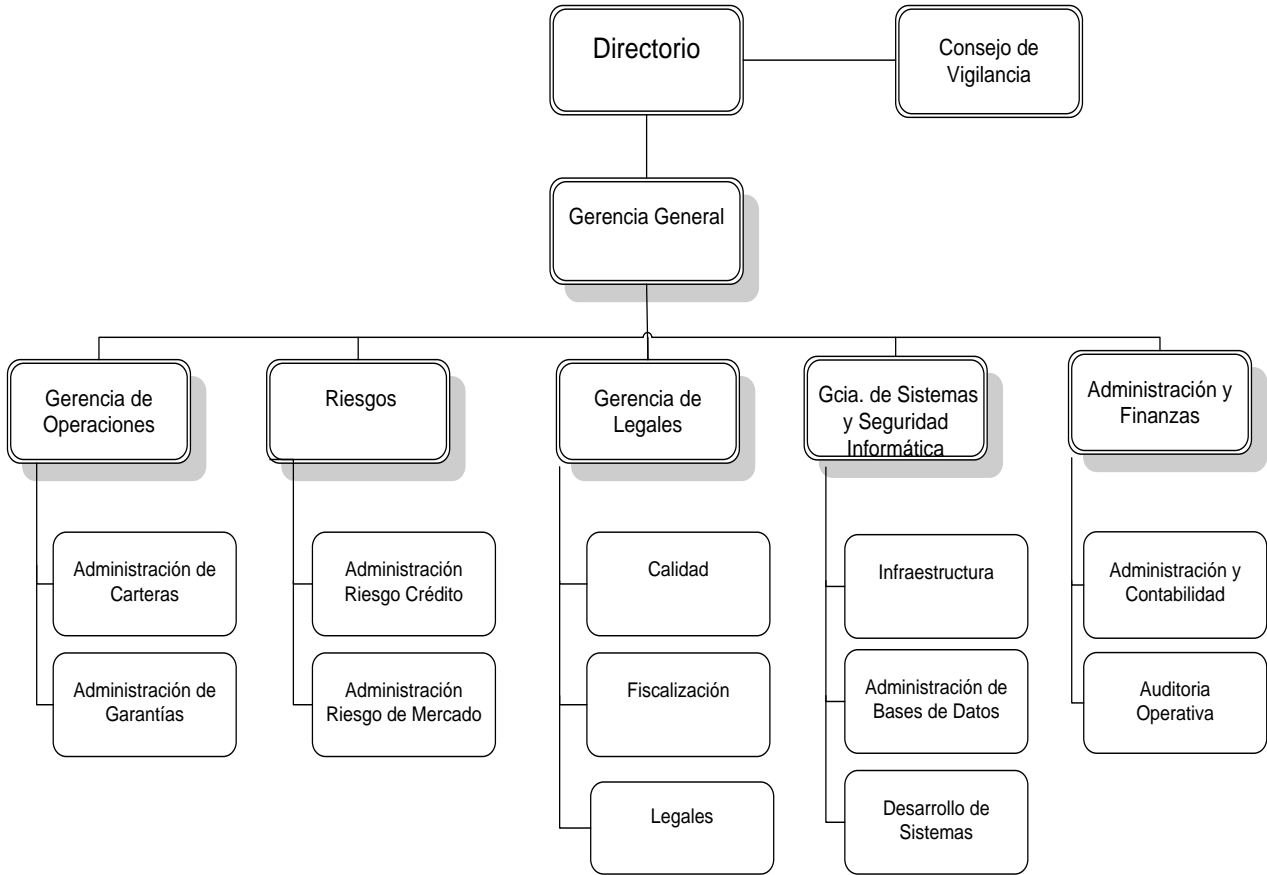 Directorio
Consejo de
Vigilancia
Gerencia General
Gerencia de
Operaciones
Riesgos
Gerencia de
Legales
Gcia. de Sistemas
y Seguridad
Informática
Administración y
Finanzas
Administración de
Carteras
Administración
Riesgo Crédito
Calidad
Infraestructura
Administración y
Contabilidad
Administración de
Garantías
Administración
Riesgo de Mercado
Fiscalización
Administración de
Bases de Datos
Auditoria
Operativa
Legales
Desarrollo de
Sistemas